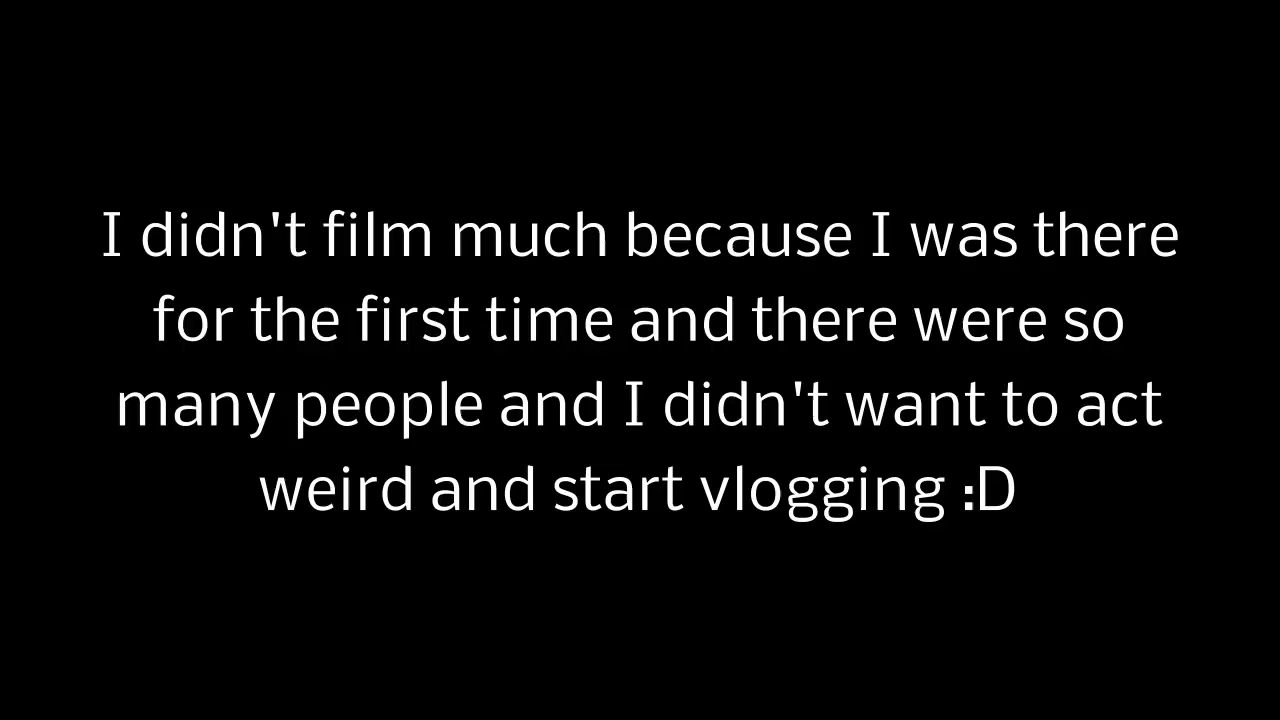 I didn't film much because I was there
for the first time and there were so
many people and I didn't want to act
weird and start vlogging :D